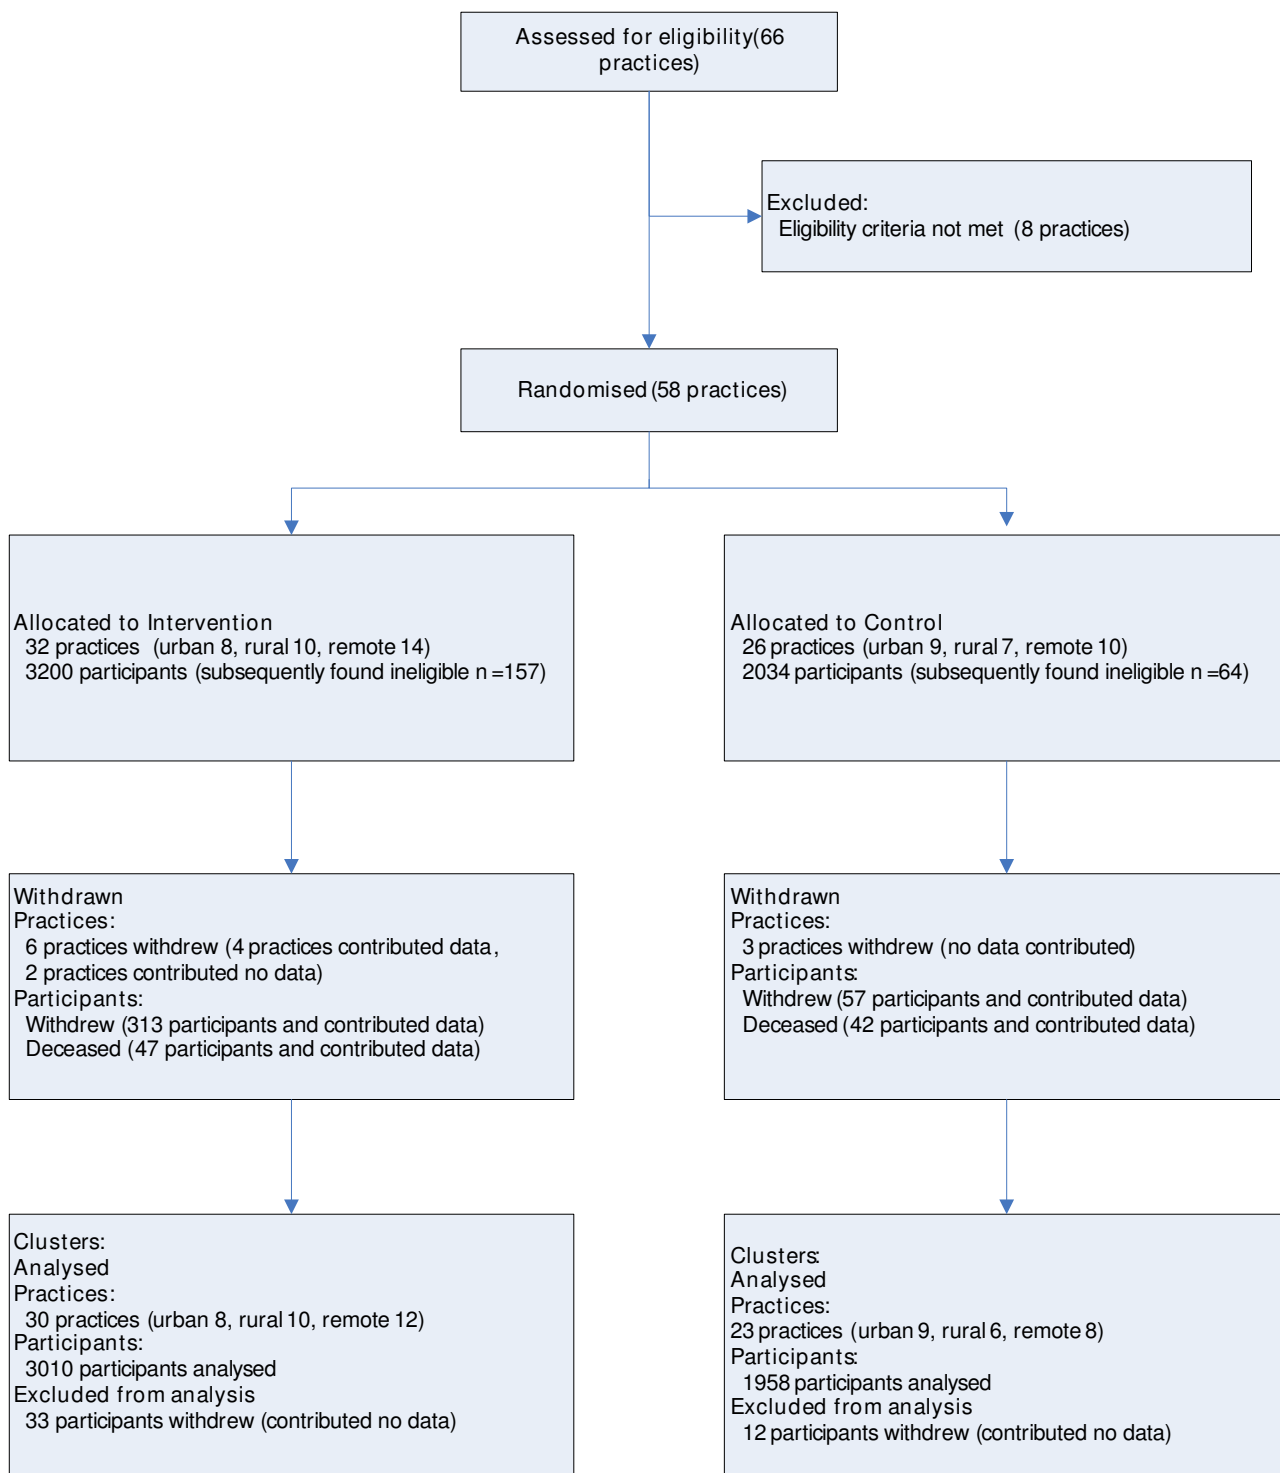 Assessed for eligibility(66
practices)
Excluded:
Eligibility criteria not met (8 practices)
Randomised (58 practices)
Allocated to Intervention
32 practices (urban 8, rural 10, remote 14)
3200 participants (subsequently found ineligible n =157)
Allocated to Control
26 practices (urban 9, rural 7, remote 10)
2034 participants (subsequently found ineligible n =64)
Withdrawn
Practices:
6 practices withdrew (4 practices contributed data,
2 practices contributed no data)
Participants:
Withdrew (313 participants and contributed data)
Deceased (47 participants and contributed data)
Withdrawn
Practices:
3 practices withdrew (no data contributed)
Participants:
Withdrew (57 participants and contributed data)
Deceased (42 participants and contributed data)
Clusters:
Analysed
Practices:
30 practices (urban 8, rural 10, remote 12)
Participants:
3010 participants analysed
Excluded from analysis
33 participants withdrew (contributed no data)
Clusters:
Analysed
Practices:
23 practices (urban 9, rural 6, remote 8)
Participants:
1958 participants analysed
Excluded from analysis
12 participants withdrew (contributed no data)